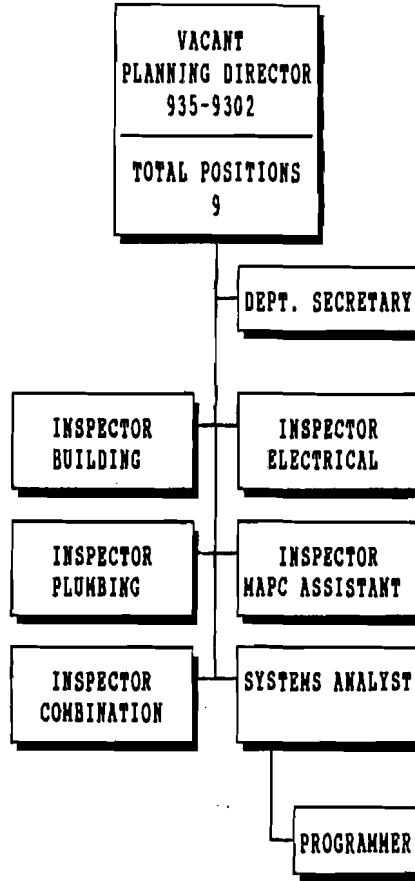 VACANT
PLANNING DIRECTOR
935-9302
TOTAL POSITIONS
9
DEPT. SECRETARY
INSPECTOR
BUILDING
INSPECTOR
ELECTRICAL
INSPECTOR
PLUMBING
INSPECTOR
MAPC ASSISTANT
INSPECTOR
COMBINATION
SYSTEMS ANALYST
PROGRAMMER